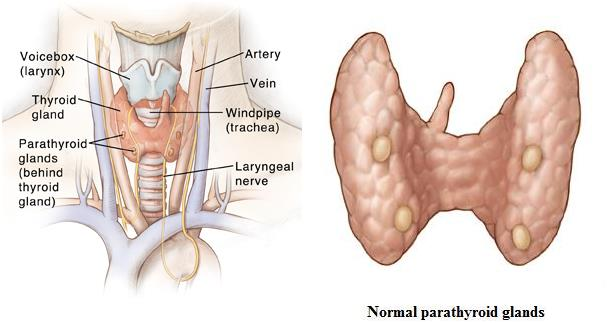 Voicebox
(larynx)
Thyroid
gland
Parathyroid
glands
(behind
thyroid
gland)
Artery
Vein
Windpipe
(trachea)
Laryngeal
nerve
Normal parathyroid glands